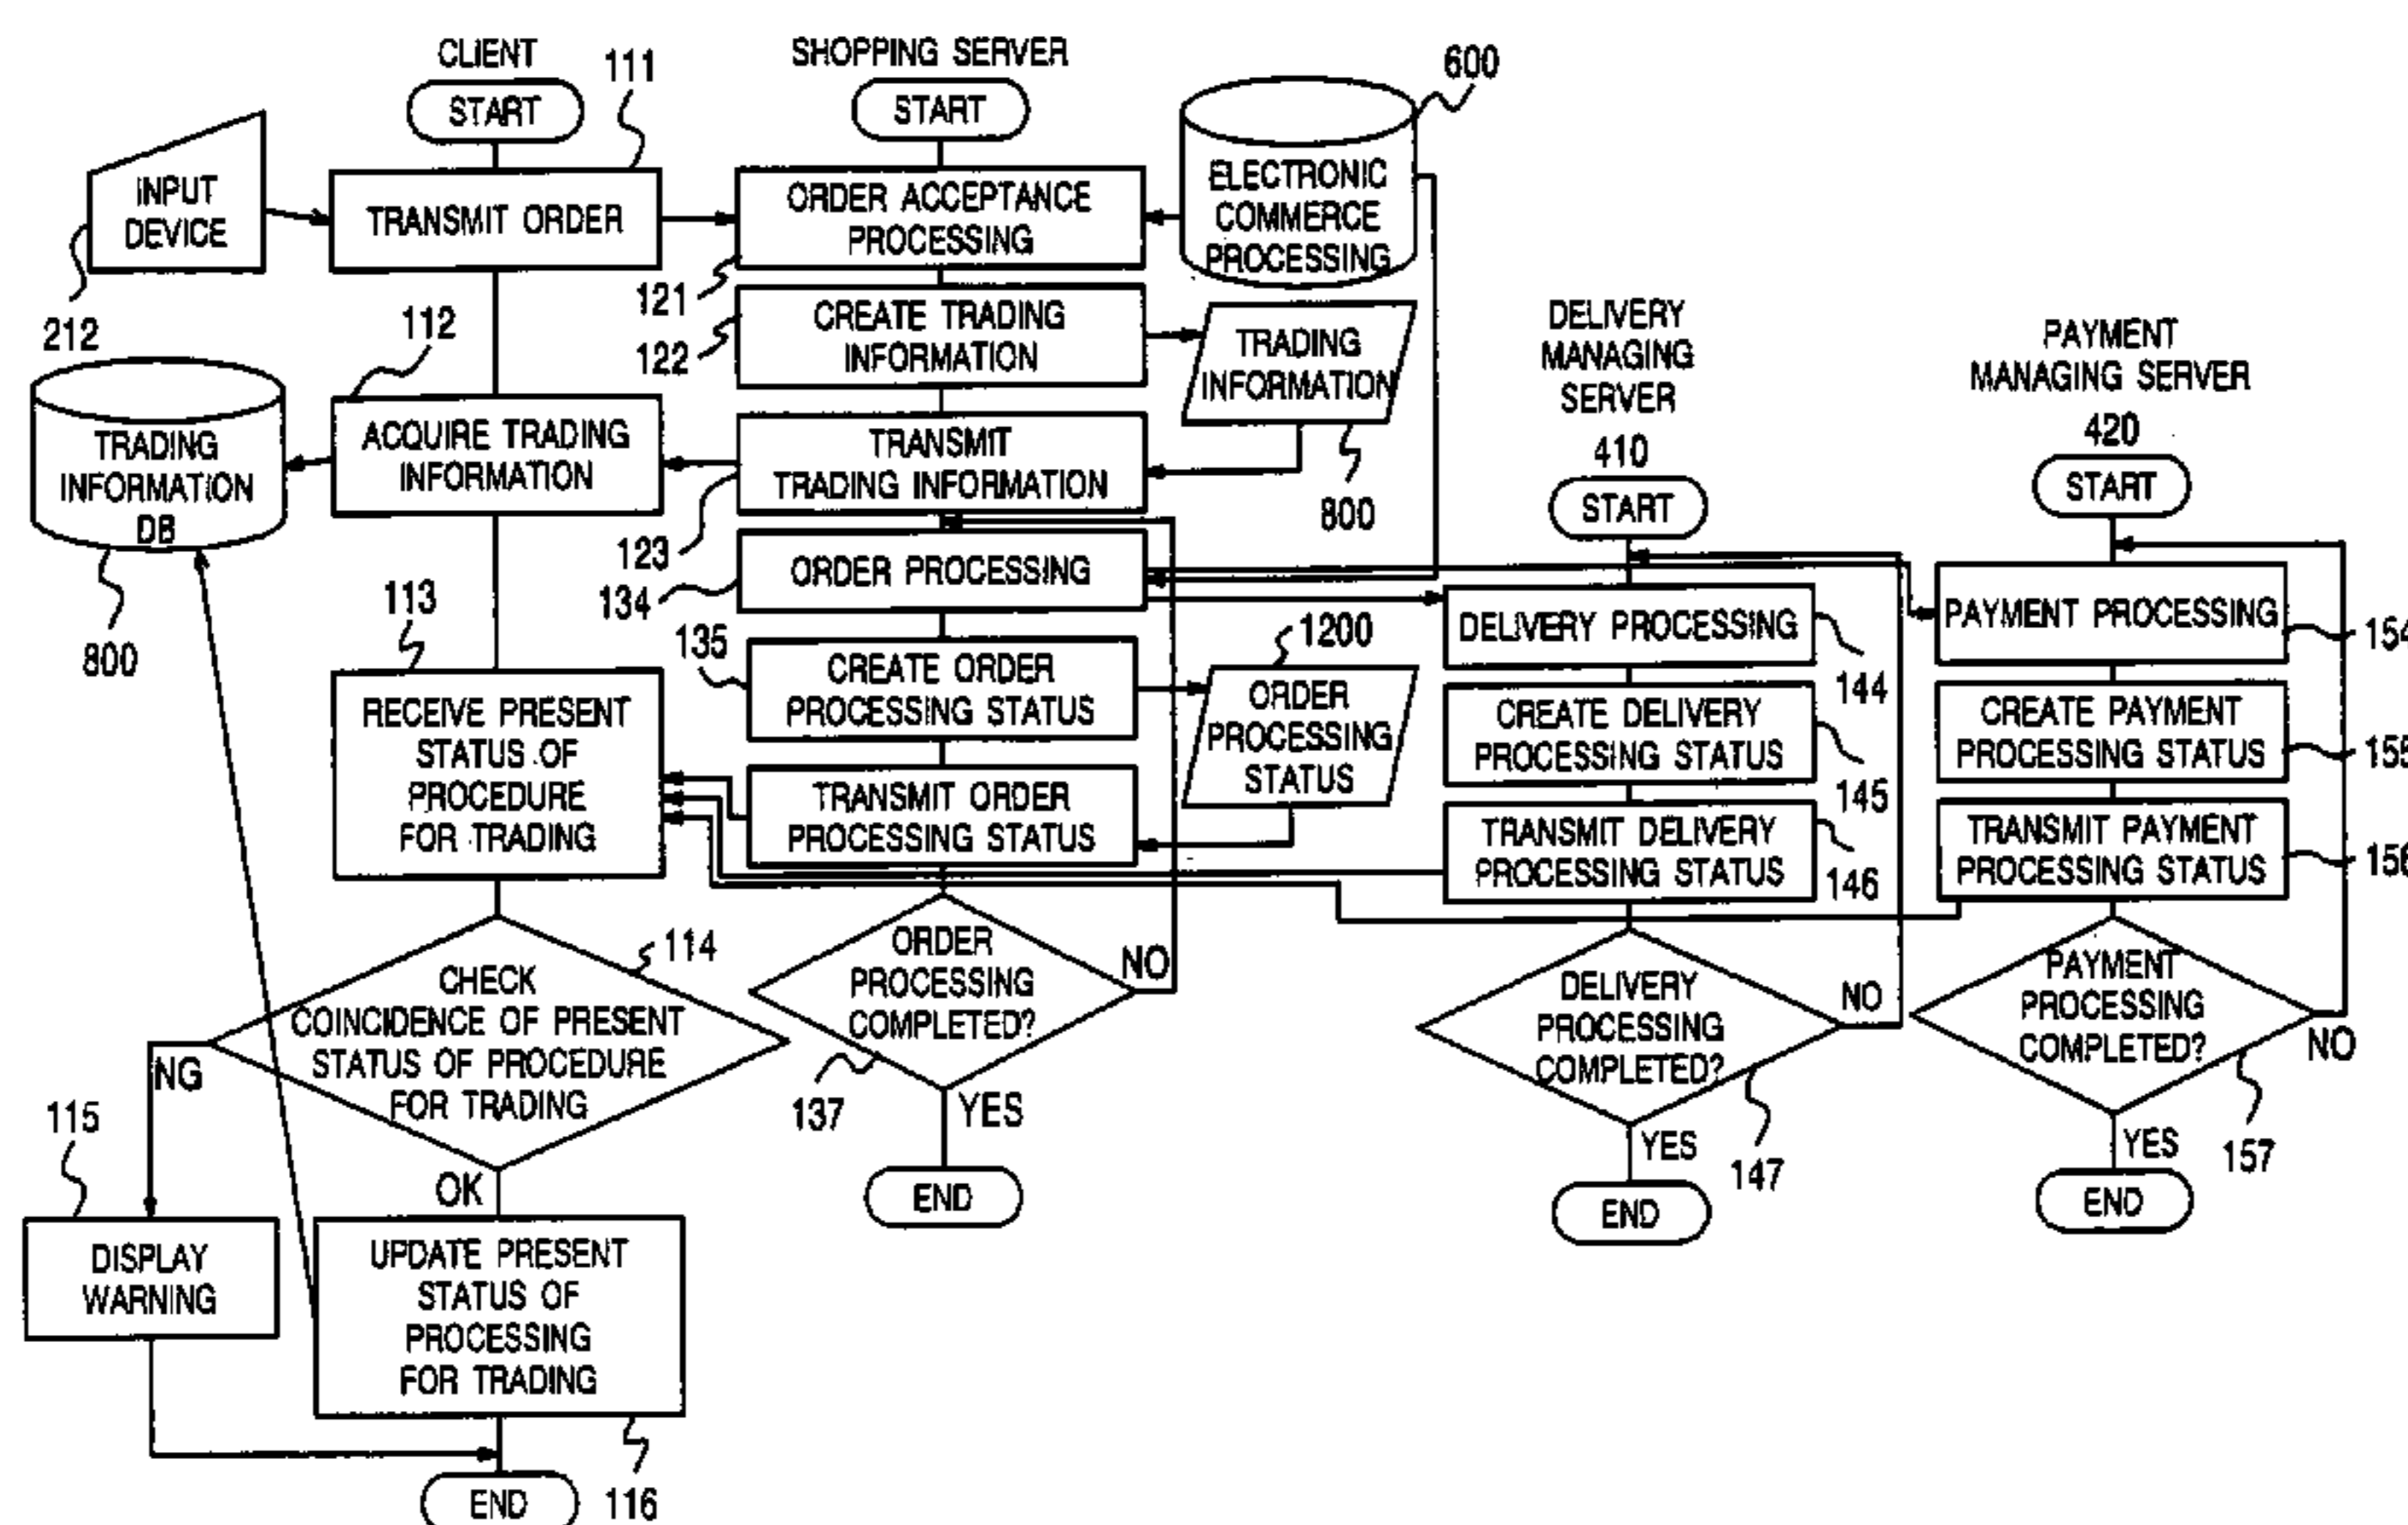 CLIENT
START
111
INPUT
DEVICE
212
TRANSMIT ORDER
112
TRADING
INFORMATION
DB
800
ACQUIRE TRADING
INFORMATION
113
RECEIVE PRESENT
STATUS OF
PROCEDURE
FOR TRADING
114
CHECK
COINCIDENCE OF PRESENT
STATUS OF PROCEDURE
FOR TRADING
NG
OK
115
DISPLAY
WARNING
UPDATE PRESENT
STATUS OF
PROCESSING
FOR TRADING
116
END
SHOPPING SERVER
START
600
ELECTRONIC
COMMERCE
PROCESSING
ORDER ACCEPTANCE
PROCESSING
121
CREATE TRADING
INFORMATION
122
TRADING
INFORMATION
800
TRANSMIT
TRADING INFORMATION
123
ORDER PROCESSING
134
135
CREATE ORDER
PROCESSING STATUS
1200
ORDER
PROCESSING
STATUS
TRANSMIT ORDER
PROCESSING STATUS
ORDER
PROCESSING
COMPLETED?
NO
137
YES
END
DELIVERY
MANAGING
SERVER
410
START
DELIVERY PROCESSING
144
CREATE DELIVERY
PROCESSING STATUS
145
TRANSMIT DELIVERY
PROCESSING STATUS
146
DELIVERY
PROCESSING
COMPLETED?
NO
147
YES
END
PAYMENT
MANAGING SERVER
420
START
PAYMENT PROCESSING
154
CREATE PAYMENT
PROCESSING STATUS
155
TRANSMIT PAYMENT
PROCESSING STATUS
156
PAYMENT
PROCESSING
COMPLETED?
NO
157
YES
END